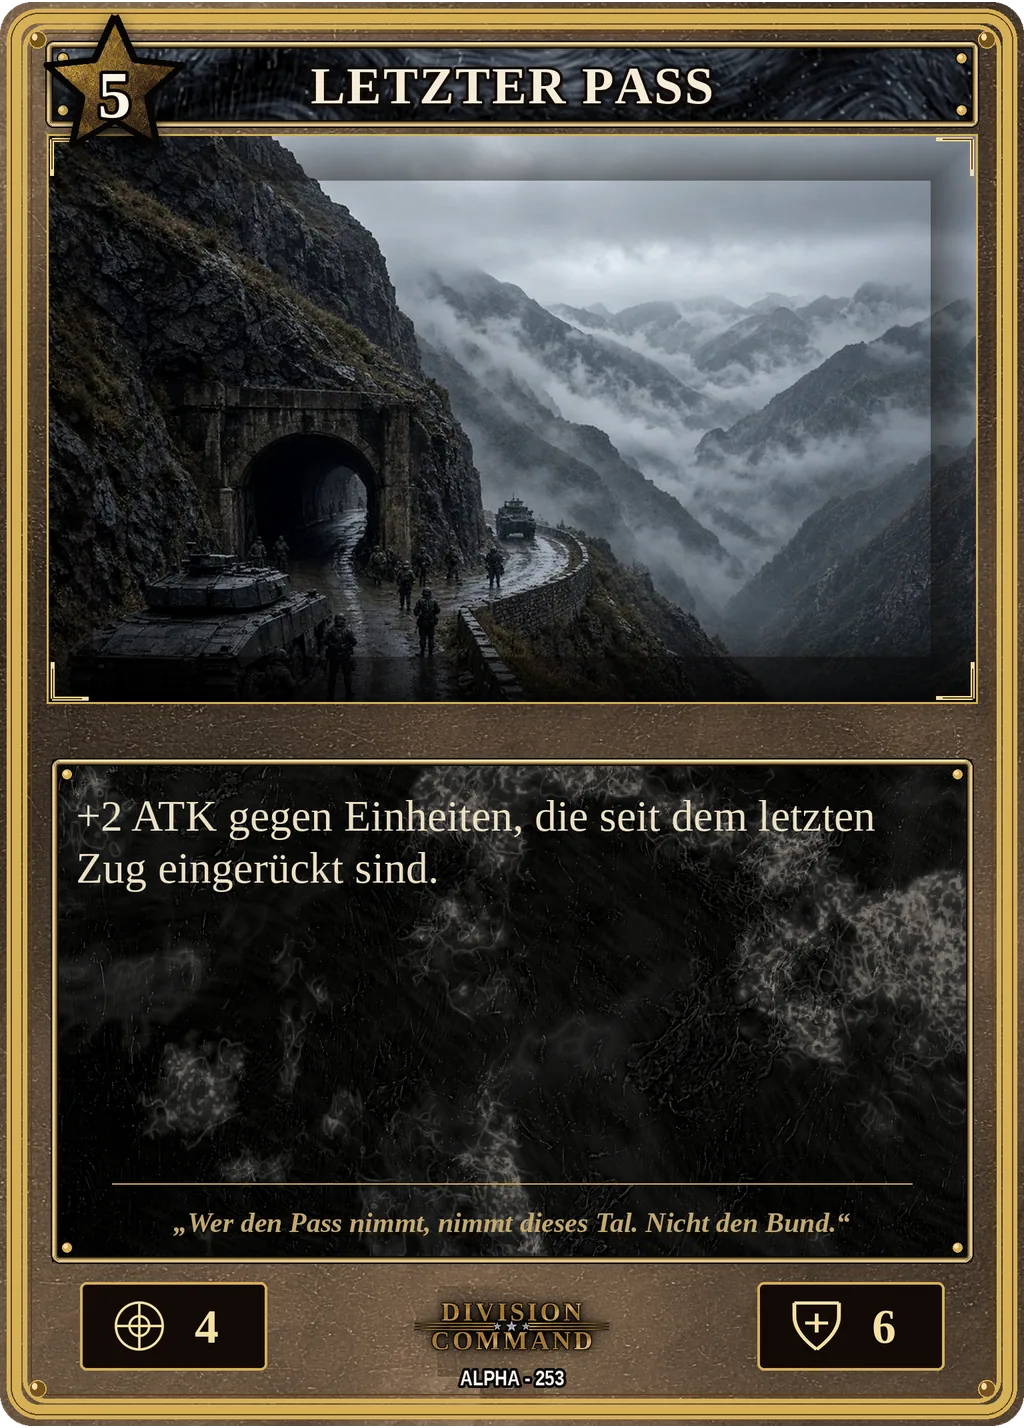 5
LETZTER PASS
+2 ATK gegen Einheiten, die seit dem letzten
Zug eingerückt sind.
„Wer den Pass nimmt, nimmt dieses Tal. Nicht den Bund.“
4
DIVISION
COMMAND
6
ALPHA - 253